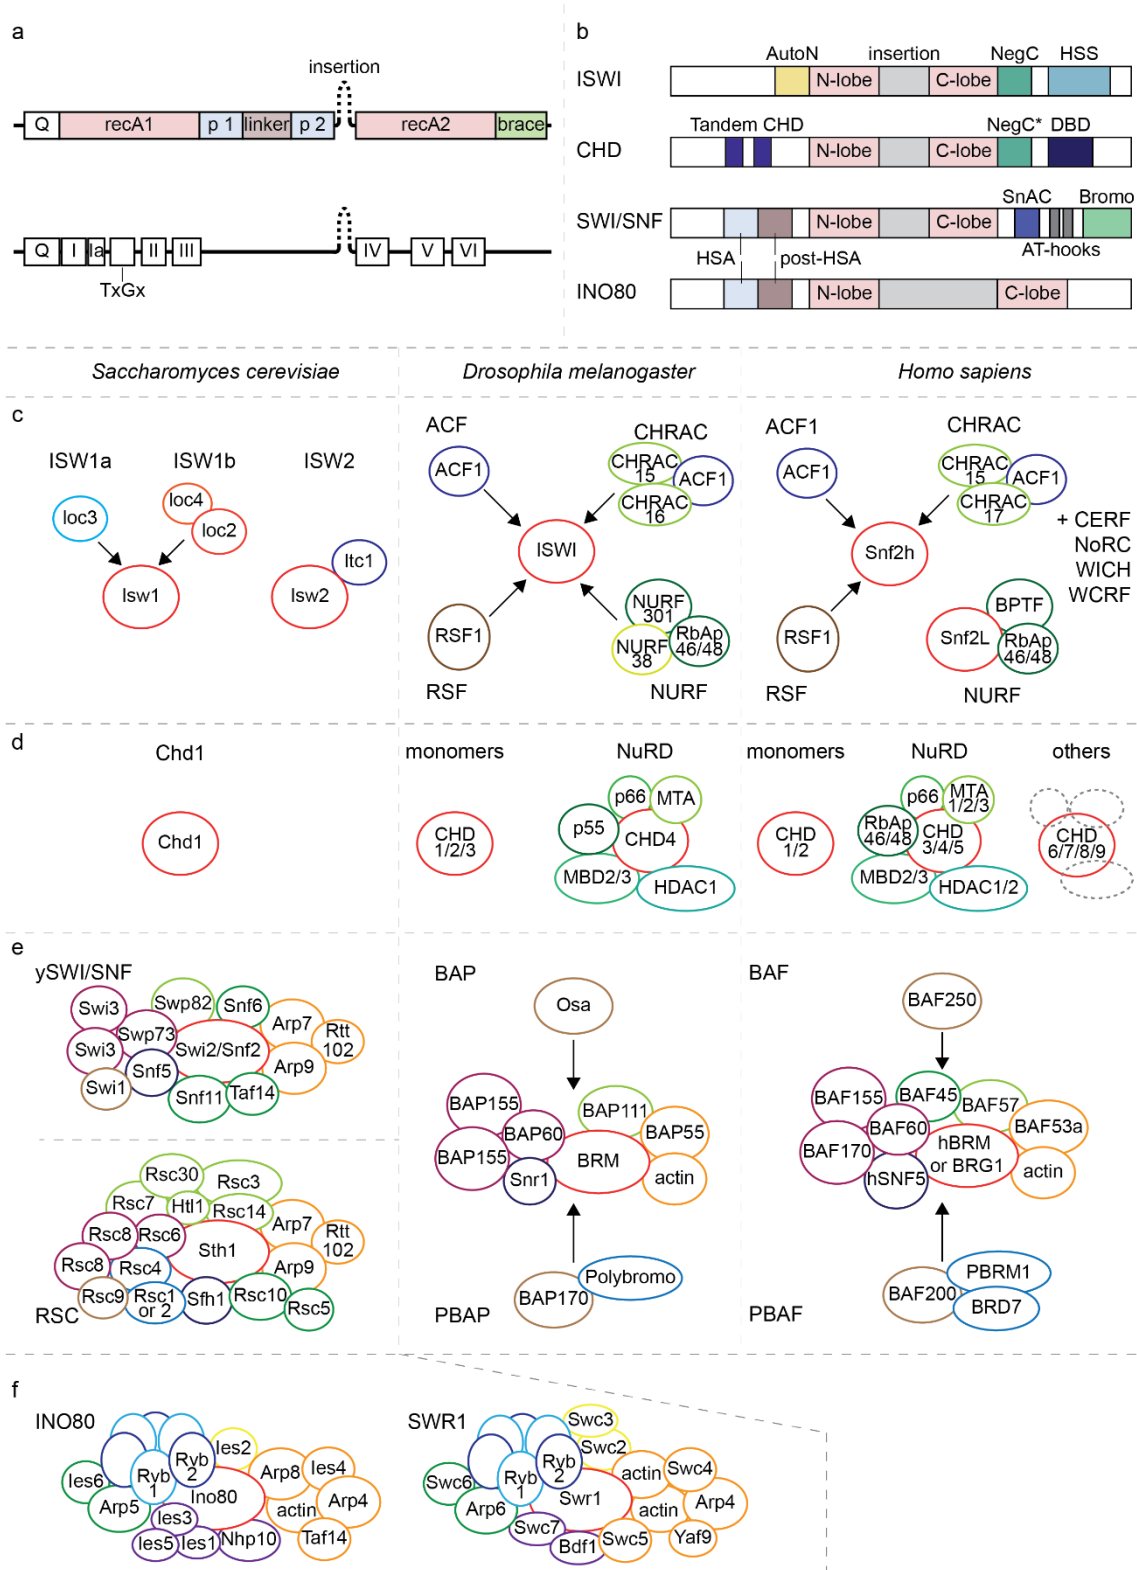 a
insertion
Q recA1 p 1 linker p 2 recA2 brace
Q I Ia II III IV V VI
TxGx
b
AutoN insertion NegC HSS
ISWI N-lobe C-lobe
Tandem CHD NegC* DBD
CHD N-lobe C-lobe
SnAC Bromo
SWI/SNF N-lobe C-lobe
HSA post-HSA AT-hooks
INO80 N-lobe C-lobe
Saccharomyces cerevisiae Drosophila melanogaster Homo sapiens
c
ISW1a ISW1b ISW2
Ioc3
Ioc4
Ioc2
Isw1
Itc1
Isw2
ACF
ACF1
CHRAC
CHRAC
15
ACF1
CHRAC
16
ISWI
RSF1
RSF
NURF
301
RbAp
46/48
NURF
38
NURF
ACF1
ACF1
CHRAC
CHRAC
15
ACF1
CHRAC
17
Snf2h
+ CERF
NoRC
WICH
WCRF
RSF1
RSF
BPTF
Snf2L
RbAp
46/48
NURF
d
Chd1
Chd1
monomers
CHD
1/2/3
NuRD
p66
MTA
p55
CHD4
MBD2/3
HDAC1
monomers
CHD
1/2
NuRD
p66
MTA
1/2/3
RbAp
46/48
CHD
3/4/5
MBD2/3
HDAC1/2
others
CHD
6/7/8/9
e
ySWI/SNF
Swi3
Swp82
Snf6
Arp7
Rtt
102
Swi3
Swp73
Swi2/Snf2
Arp9
Snf5
Swi1
Snf11
Taf14
Rsc30
Rsc3
Rsc7
Htl1
Rsc14
Arp7
Rtt
102
Rsc8
Rsc6
Sth1
Rsc8
Rsc4
Arp9
Rsc9
Rsc1
or 2
Sfh1
Rsc10
Rsc5
RSC
BAP
Osa
BAP155
BAP111
BAP60
BAP55
BAP155
BRM
Snr1
actin
Polybromo
BAP170
PBAP
BAF
BAF250
BAF155
BAF45
BAF57
BAF60
BAF53a
BAF170
hBRM
or BRG1
hSNF5
actin
PBRM1
BAF200
BRD7
PBAF
f
INO80
Ies2
Rvb
2
Ies6
Rvb
1
Arp8
Ies4
Arp5
Ino80
Arp4
Ies3
actin
Ies5
Ies1
Nhp10
Taf14
SWR1
Swc3
Swc2
Rvb
2
Swc6
Rvb
1
actin
Swc4
Arp6
Swr1
actin
Arp4
Swc7
Bdf1
Swc5
Yaf9